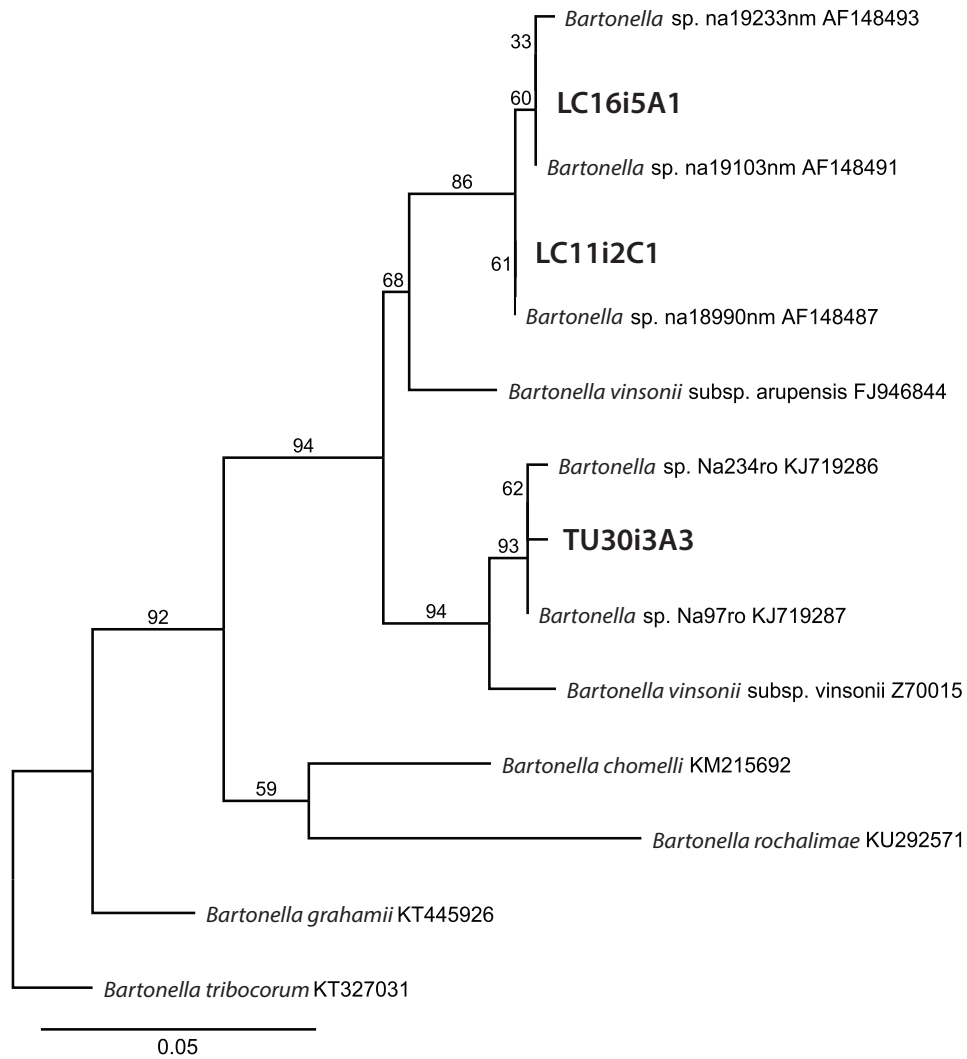 Bartonella sp. na19233nm AF148493
33
60
LC16i5A1
Bartonella sp. na19103nm AF148491
86
LC11i2C1
61
68
Bartonella sp. na18990nm AF148487
Bartonella vinsonii subsp. arupensis FJ946844
94
Bartonella sp. Na234ro KJ719286
62
TU30i3A3
93
Bartonella sp. Na97ro KJ719287
92
94
Bartonella vinsonii subsp. vinsonii Z70015
Bartonella chomelli KM215692
59
Bartonella rochalimae KU292571
Bartonella grahamii KT445926
Bartonella tribocorum KT327031
0.05